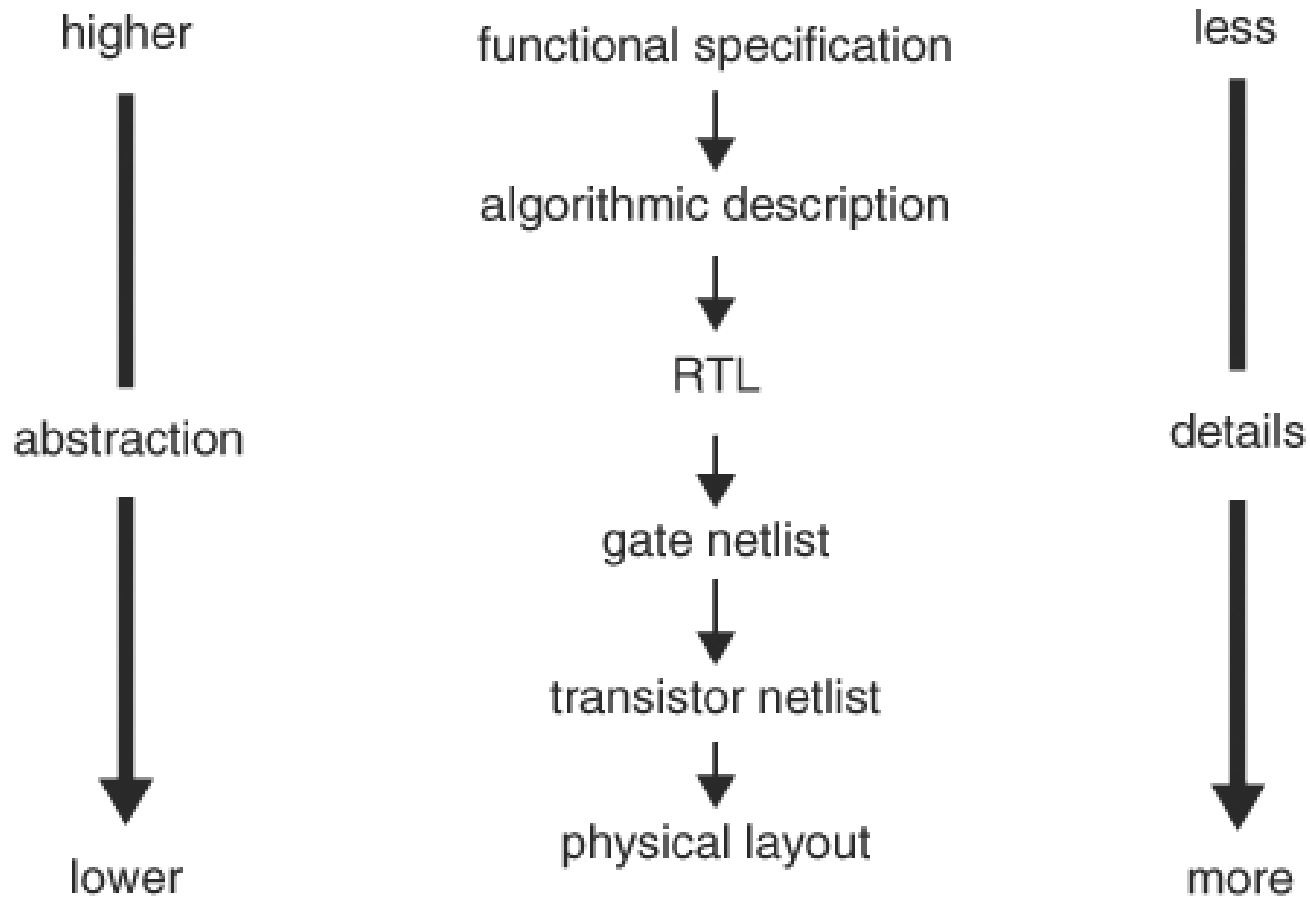 higher
functional specification
less
algorithmic description
RTL
abstraction
details
gate netlist
transistor netlist
physical layout
lower
more